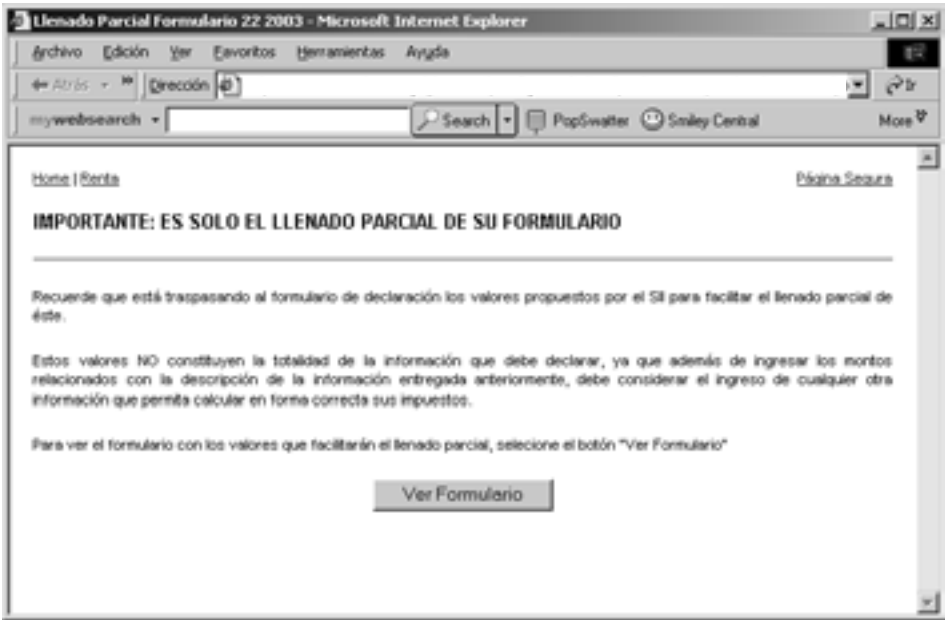 Llenado Parcial Formulario 22 2003 - Microsoft Internet Explorer
Archivo Edición Ver Favoritos Herramientas Ayuda
Atrás Dirección Ir
mywebsearch Search PopSwatter Smiley Central More
Home | Renta Página Segura
IMPORTANTE: ES SOLO EL LLENADO PARCIAL DE SU FORMULARIO
Recuerde que está traspasando al formulario de declaración los valores propuestos por el SII para facilitar el llenado parcial de
éste.
Estos valores NO constituyen la totalidad de la información que debe declarar, ya que además de ingresar los montos
relacionados con la descripción de la información entregada anteriormente, debe considerar el ingreso de cualquier otra
información que permita calcular en forma correcta sus impuestos.
Para ver el formulario con los valores que facilitarán el llenado parcial, selecione el botón "Ver Formulario"
Ver Formulario